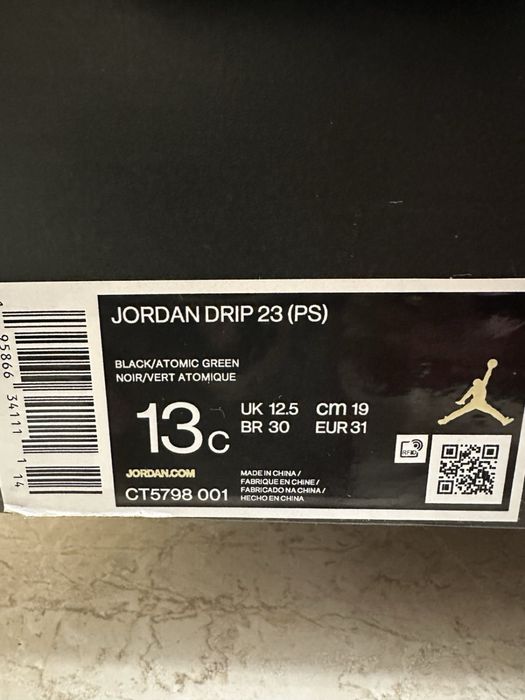 JORDAN DRIP 23 (PS)
BLACK/ATOMIC GREEN
NOIR/VERT ATOMIQUE
13C
UK 12.5 cm 19
BR 30 EUR 31
JORDAN.COM
CT5798 001
MADE IN CHINA /
FABRIQUE EN CHINE /
FABRICADO NA CHINA /
HECHO EN CHINA
RFID
95866 34111 1 14